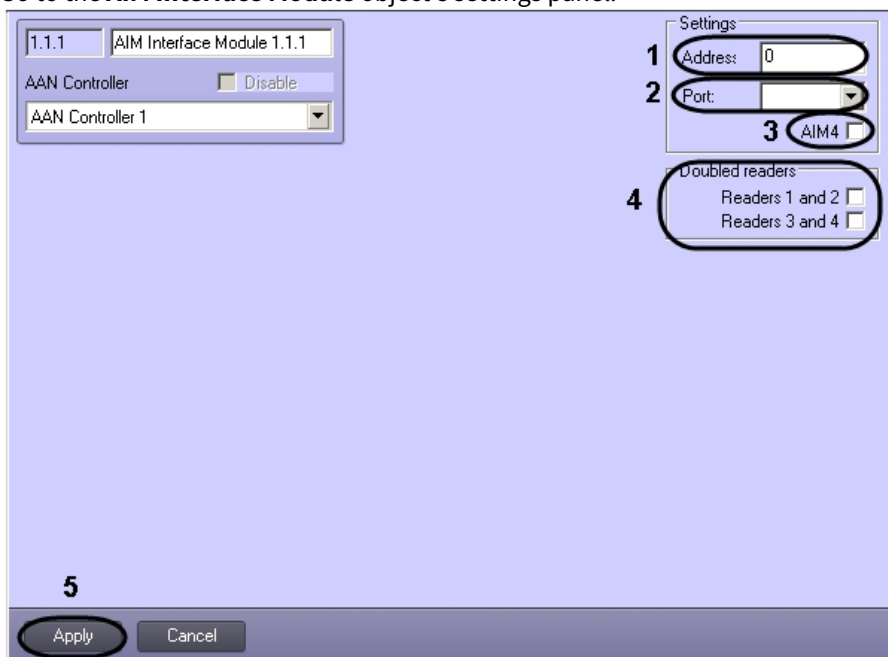 Go to the AIM Interface Module object's settings panel.
1.1.1 AIM Interface Module 1.1.1
AAN Controller Disable
AAN Controller 1
Settings
1 Address: 0
2 Port:
3 AIM4
Doubled readers
4
Readers 1 and 2
Readers 3 and 4
5
Apply Cancel